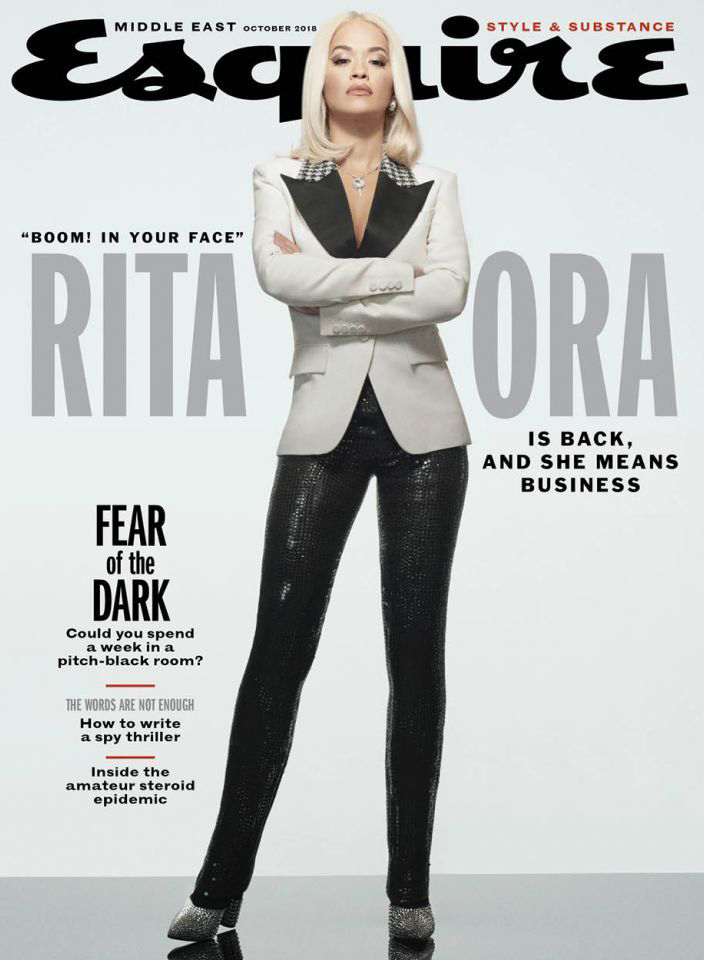 MIDDLE EAST OCTOBER 2018
STYLE & SUBSTANCE
Esquire
“BOOM! IN YOUR FACE”
RITA ORA
IS BACK,
AND SHE MEANS
BUSINESS
FEAR
of the
DARK
Could you spend
a week in a
pitch-black room?
THE WORDS ARE NOT ENOUGH
How to write
a spy thriller
Inside the
amateur steroid
epidemic